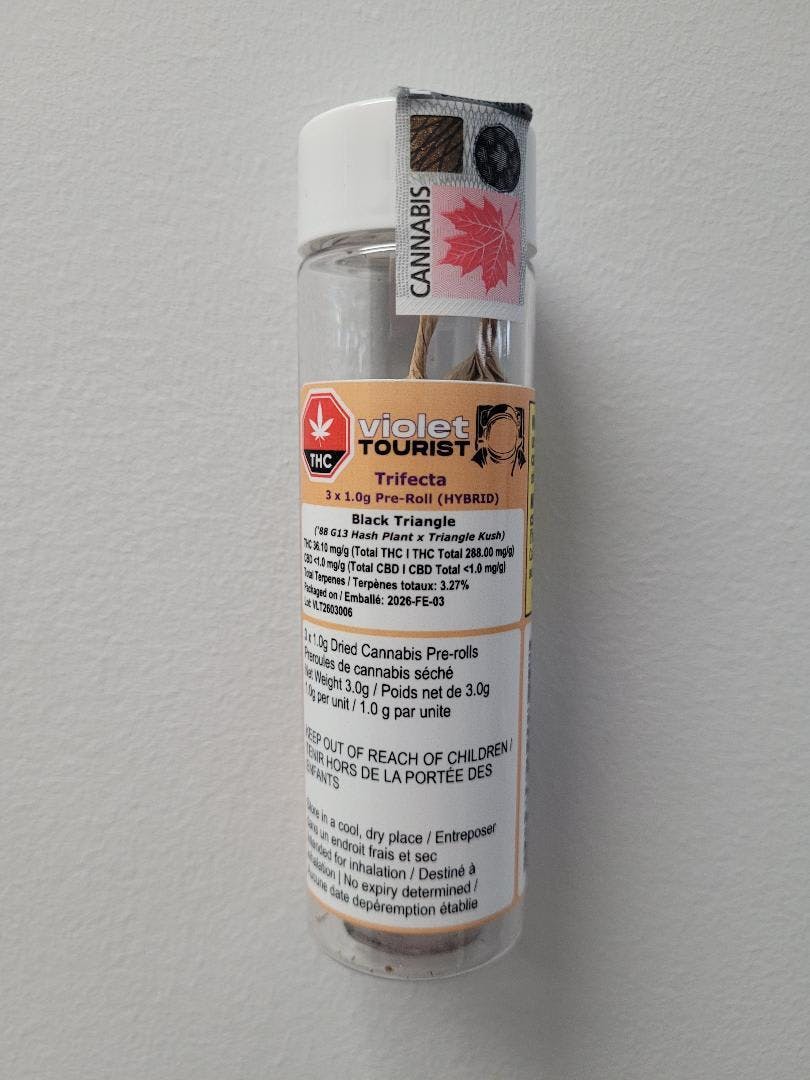 CANNABIS
THC
violet
TOURIST
Trifecta
3 x 1.0g Pre-Roll (HYBRID)
Black Triangle
('88 G13 Hash Plant x Triangle Kush)
THC 36.10 mg/g (Total THC I THC Total 288.00 mg/g)
CBD <1.0 mg/g (Total CBD I CBD Total <1.0 mg/g)
Total Terpenes / Terpènes totaux: 3.27%
Packaged on / Emballé: 2026-FE-03
Lot: VLT2603006
3 x 1.0g Dried Cannabis Pre-rolls
Preroules de cannabis séché
Net Weight 3.0g / Poids net de 3.0g
1.0g per unit / 1.0 g par unite
KEEP OUT OF REACH OF CHILDREN /
TENIR HORS DE LA PORTÉE DES
ENFANTS
Store in a cool, dry place / Entreposer
dans un endroit frais et sec
Intended for inhalation / Destiné à
inhalation | No expiry determined /
Aucune date depéremption établie